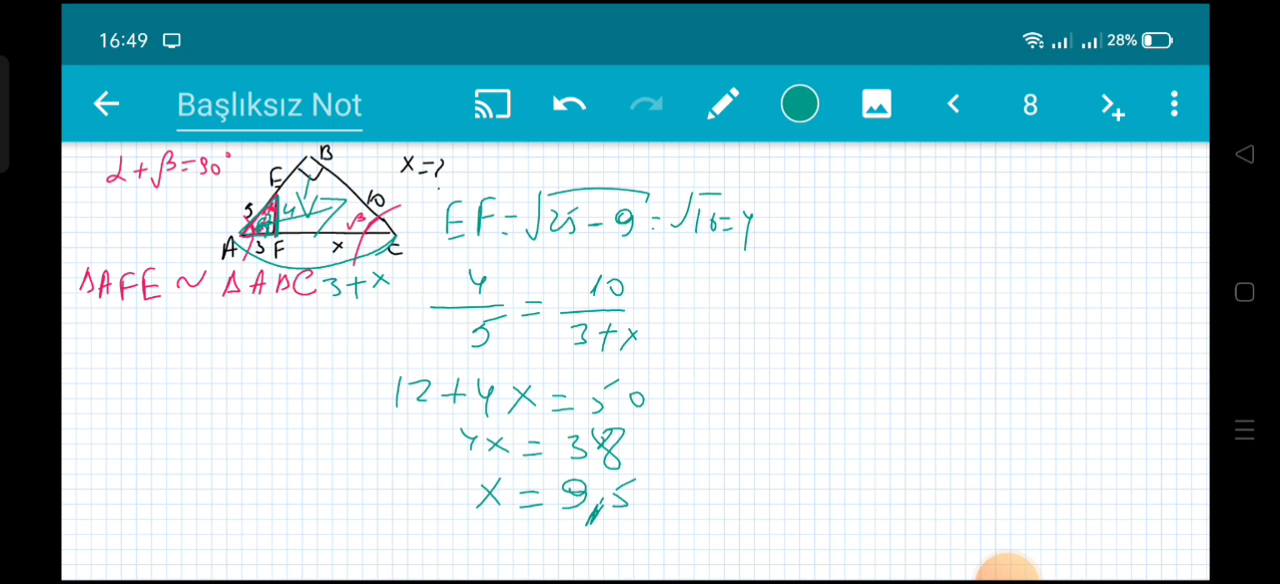 16:49 28%
Başlıksız Not 8
α + β = 90°
B
E
x = ?
5 4 10
β
A 3 F x C
EF = √25 - 9 = √16 = 4
ΔAFE ~ ΔABC 3 + x
4/5 = 10/3+x
12 + 4x = 50
4x = 38
x = 9,5